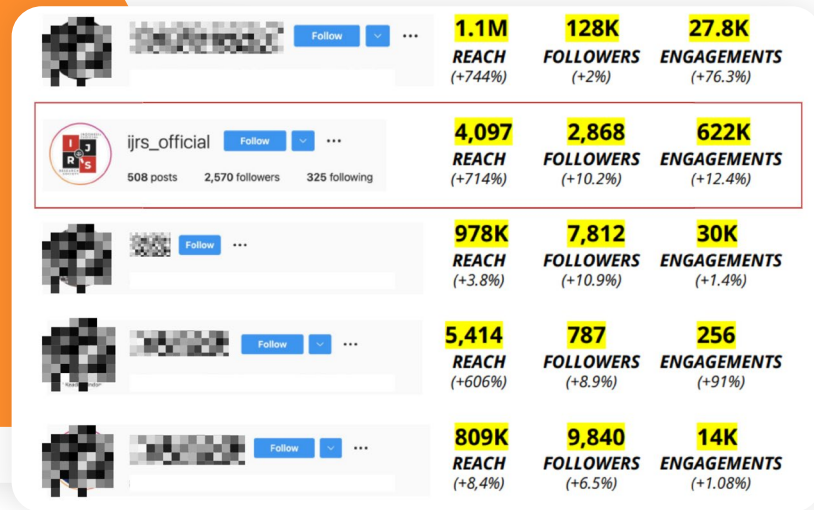 Follow
1.1M 128K 27.8K
REACH FOLLOWERS ENGAGEMENTS
(+744%) (+2%) (+76.3%)
IJRS
ijrs_official Follow
508 posts 2,570 followers 325 following
4,097 2,868 622K
REACH FOLLOWERS ENGAGEMENTS
(+714%) (+10.2%) (+12.4%)
Follow
978K 7,812 30K
REACH FOLLOWERS ENGAGEMENTS
(+3.8%) (+10.9%) (+1.4%)
Follow
5,414 787 256
REACH FOLLOWERS ENGAGEMENTS
(+606%) (+8.9%) (+91%)
Follow
809K 9,840 14K
REACH FOLLOWERS ENGAGEMENTS
(+8,4%) (+6.5%) (+1.08%)